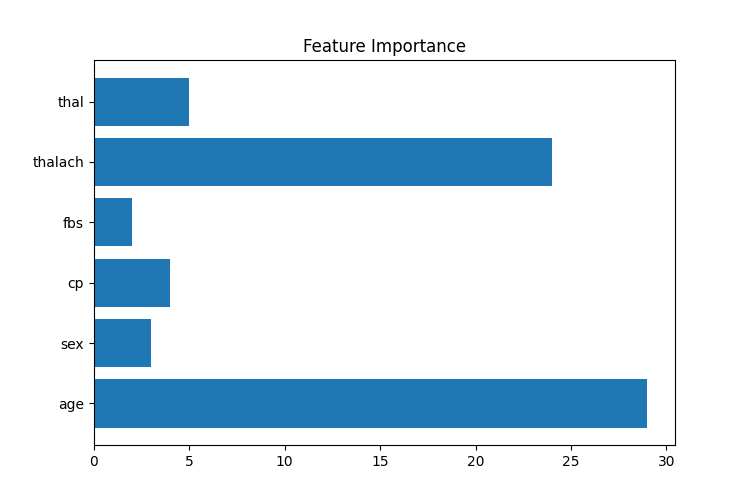 Feature Importance
thal
thalach
fbs
cp
sex
age
0 5 10 15 20 25 30